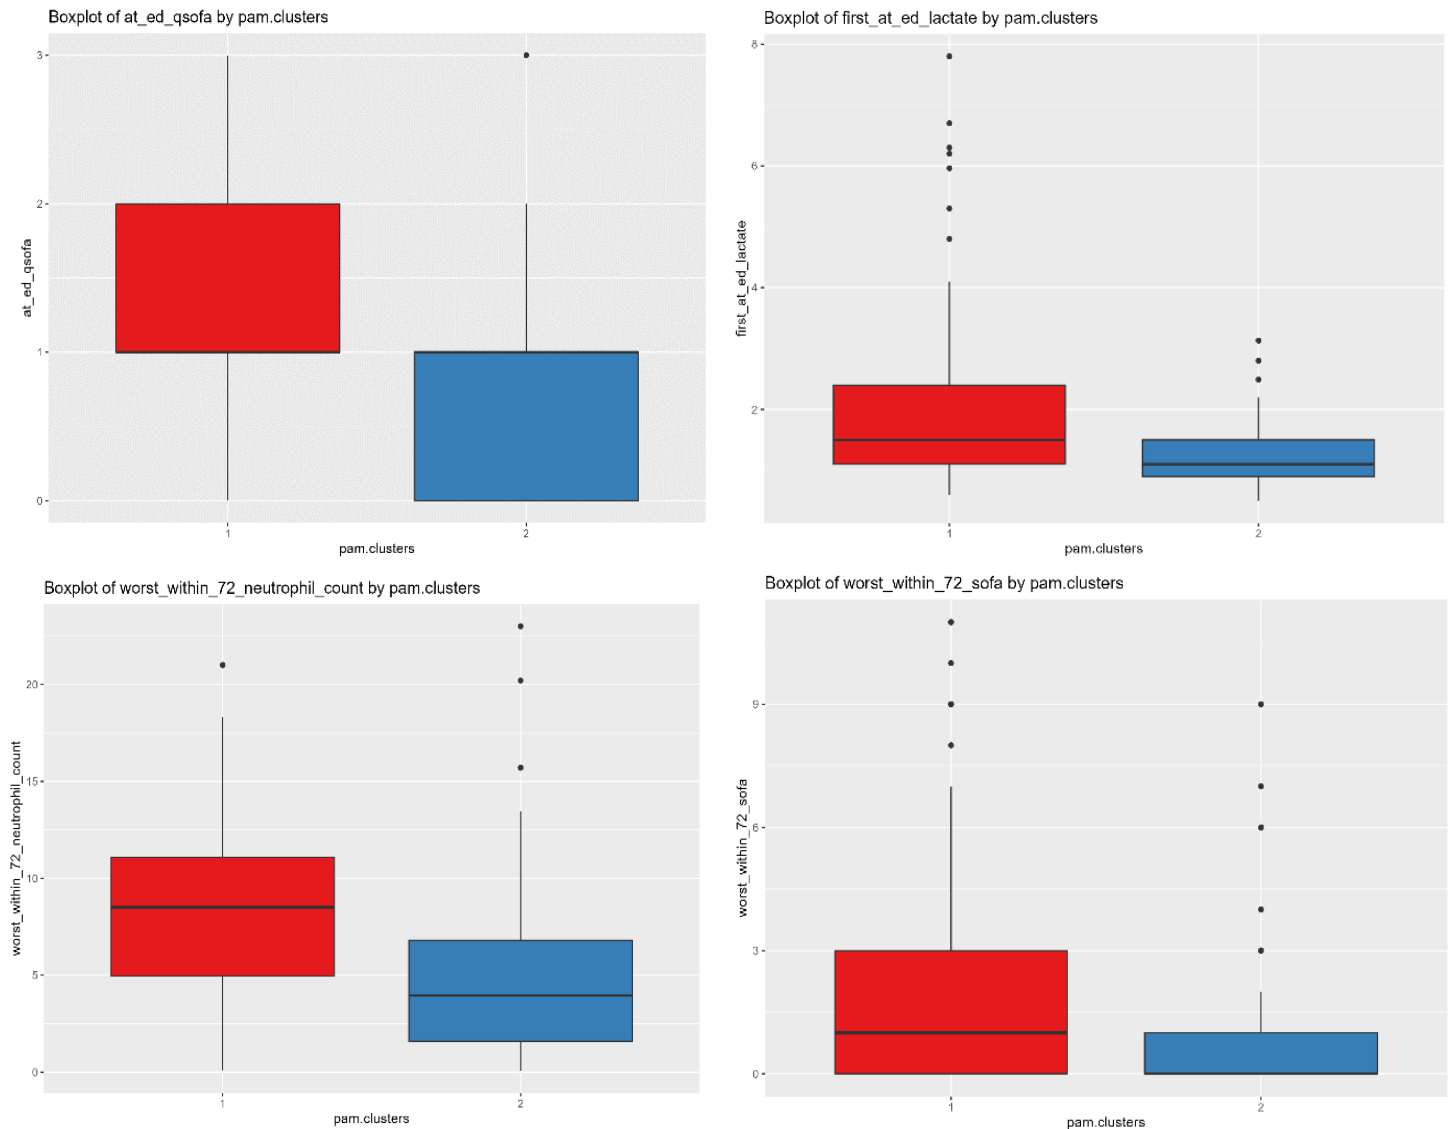 Boxplot of at_ed_qsofa by pam.clusters
at_ed_qsofa
3
2
1
0
1 2
pam.clusters
Boxplot of first_at_ed_lactate by pam.clusters
first_at_ed_lactate
8
6
4
2
1 2
pam.clusters
Boxplot of worst_within_72_neutrophil_count by pam.clusters
worst_within_72_neutrophil_count
20
15
10
5
0
1 2
pam.clusters
Boxplot of worst_within_72_sofa by pam.clusters
worst_within_72_sofa
9
6
3
0
1 2
pam.clusters